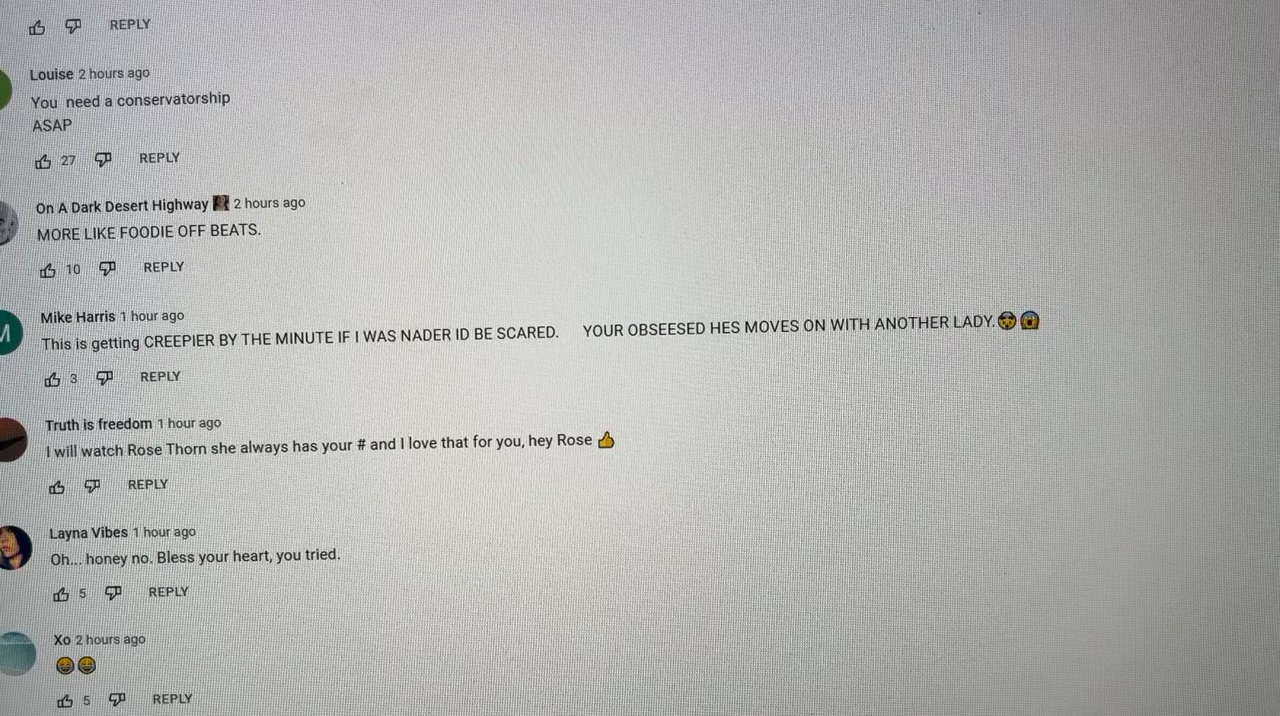 REPLY
Louise 2 hours ago
You need a conservatorship
ASAP
27 REPLY
On A Dark Desert Highway 2 hours ago
MORE LIKE FOODIE OFF BEATS.
10 REPLY
M
Mike Harris 1 hour ago
This is getting CREEPIER BY THE MINUTE IF I WAS NADER ID BE SCARED. YOUR OBSEESED HES MOVES ON WITH ANOTHER LADY.🤓😱
3 REPLY
Truth is freedom 1 hour ago
I will watch Rose Thorn she always has your # and I love that for you, hey Rose 👍
REPLY
Layna Vibes 1 hour ago
Oh... honey no. Bless your heart, you tried.
5 REPLY
Xo 2 hours ago
😄😄
5 REPLY